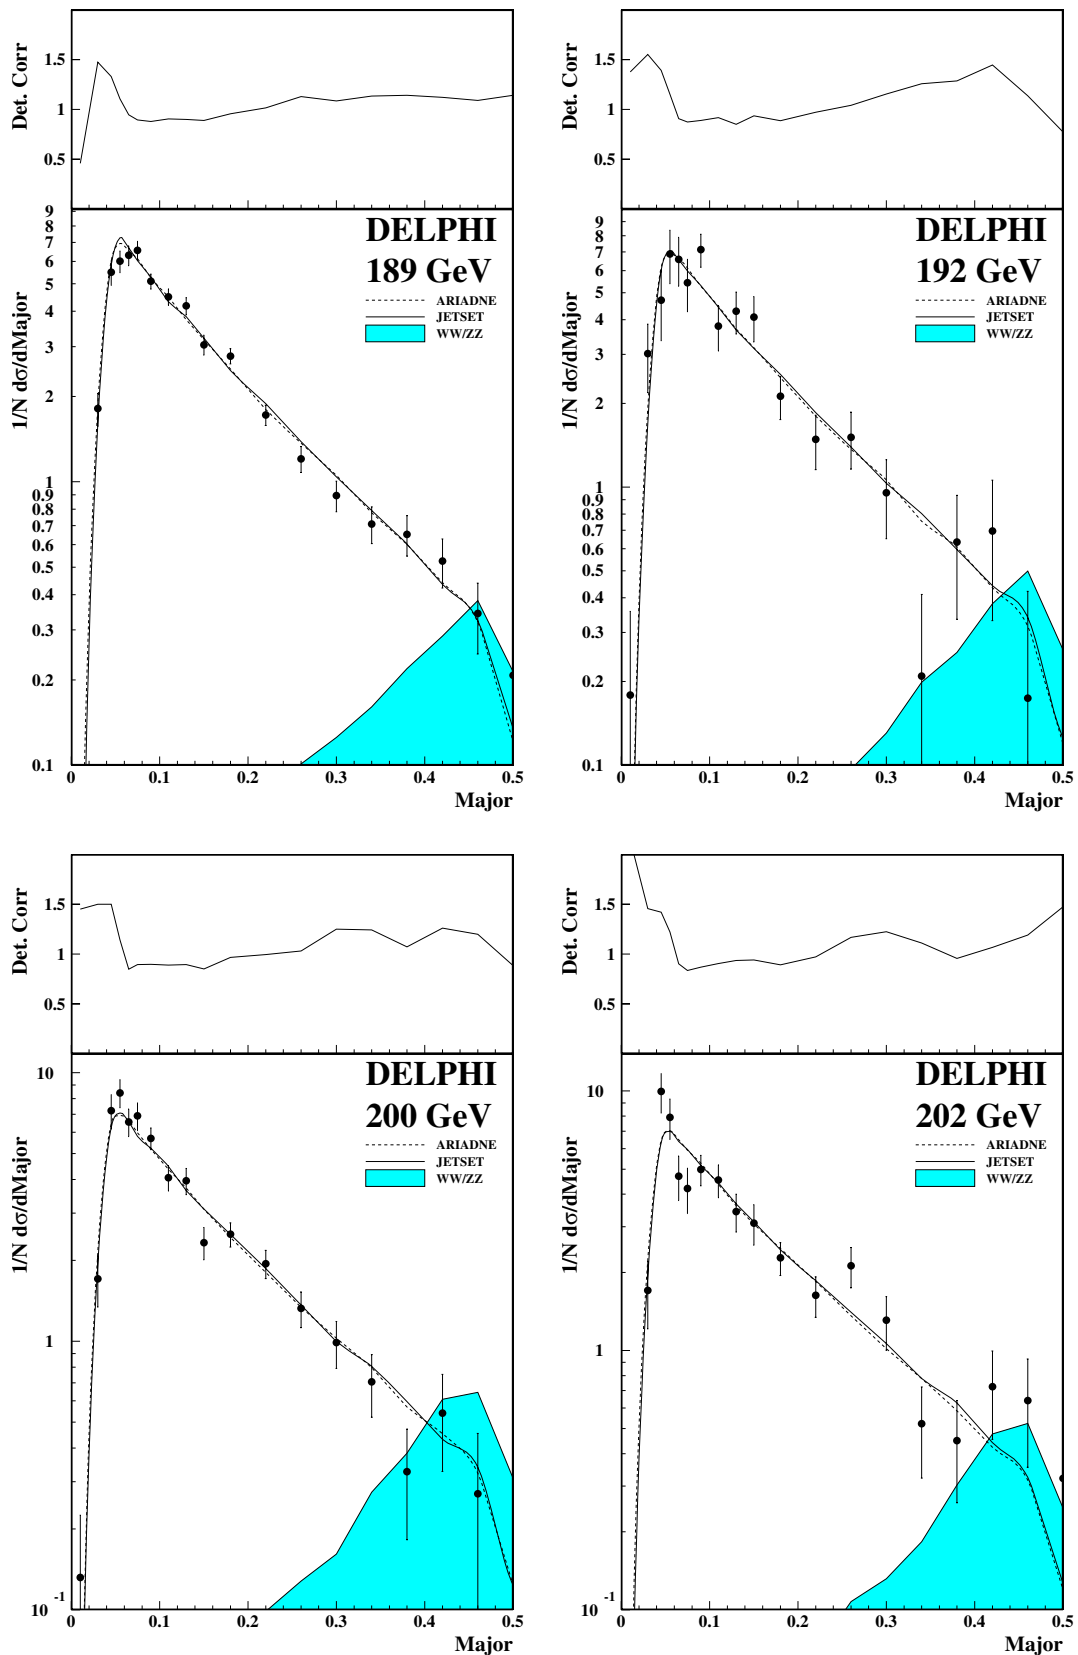 Det. Corr
1.5
1
0.5
1/N dσ/dMajor
9
8
7
6
5
4
3
2
1
0.9
0.8
0.7
0.6
0.5
0.4
0.3
0.2
0.1
DELPHI
189 GeV
ARIADNE
JETSET
WW/ZZ
0 0.1 0.2 0.3 0.4 0.5
Major
Det. Corr
1.5
1
0.5
1/N dσ/dMajor
9
8
7
6
5
4
3
2
1
0.9
0.8
0.7
0.6
0.5
0.4
0.3
0.2
0.1
DELPHI
192 GeV
ARIADNE
JETSET
WW/ZZ
0 0.1 0.2 0.3 0.4 0.5
Major
Det. Corr
1.5
1
0.5
1/N dσ/dMajor
10
1
10 -1
DELPHI
200 GeV
ARIADNE
JETSET
WW/ZZ
0 0.1 0.2 0.3 0.4 0.5
Major
Det. Corr
1.5
1
0.5
1/N dσ/dMajor
10
1
10 -1
DELPHI
202 GeV
ARIADNE
JETSET
WW/ZZ
0 0.1 0.2 0.3 0.4 0.5
Major